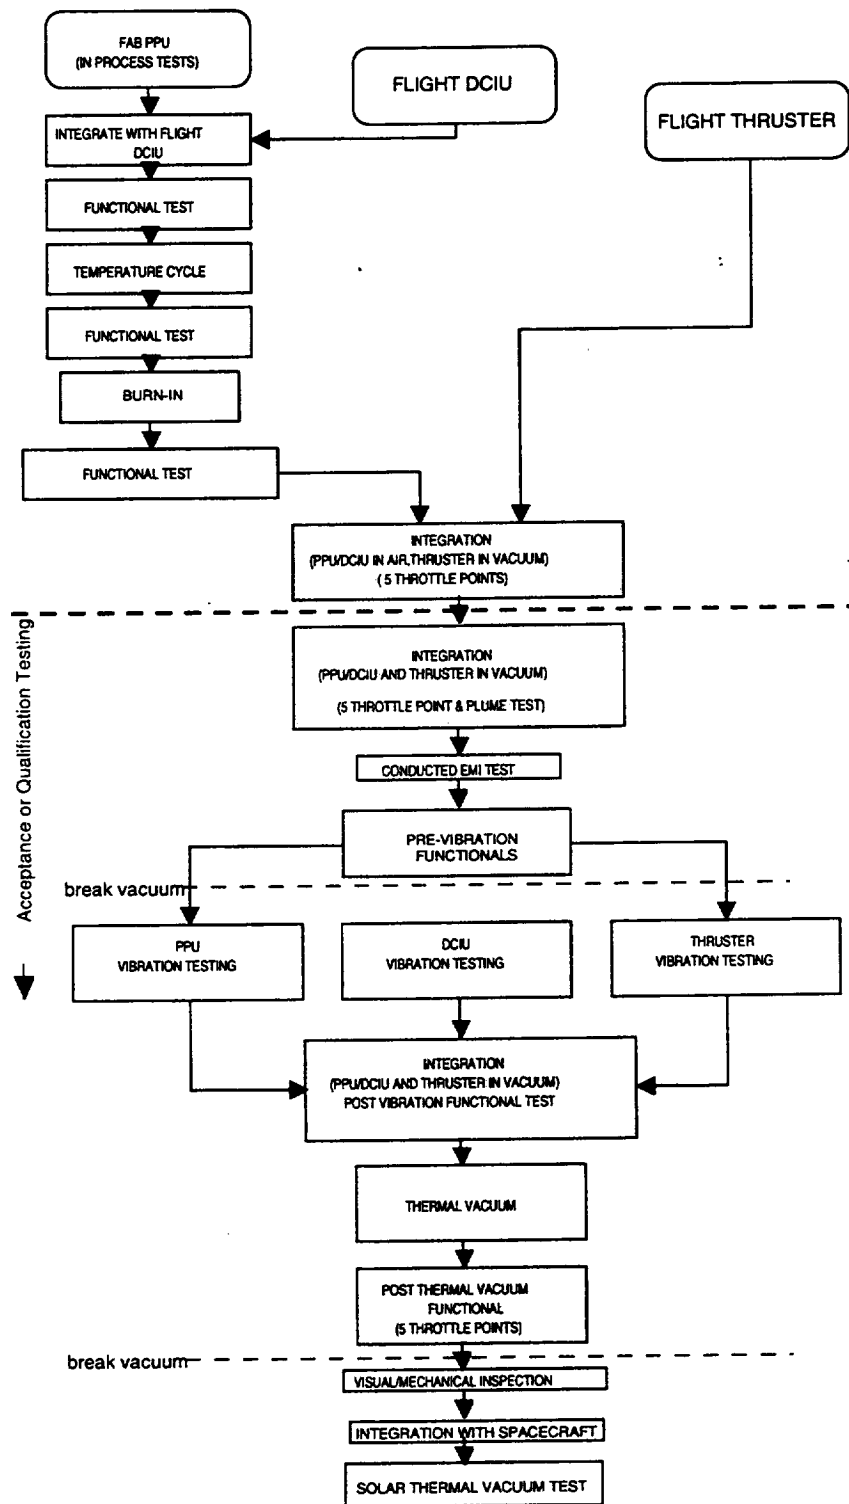 FAB PPU
(IN PROCESS TESTS)
FLIGHT DCIU
FLIGHT THRUSTER
INTEGRATE WITH FLIGHT
DCIU
FUNCTIONAL TEST
TEMPERATURE CYCLE
FUNCTIONAL TEST
BURN-IN
FUNCTIONAL TEST
INTEGRATION
(PPU/DCIU IN AIR,THRUSTER IN VACUUM)
( 5 THROTTLE POINTS)
Acceptance or Qualification Testing
INTEGRATION
(PPU/DCIU AND THRUSTER IN VACUUM)
(5 THROTTLE POINT & PLUME TEST)
CONDUCTED EMI TEST
PRE-VIBRATION
FUNCTIONALS
break vacuum
PPU
VIBRATION TESTING
DCIU
VIBRATION TESTING
THRUSTER
VIBRATION TESTING
INTEGRATION
(PPU/DCIU AND THRUSTER IN VACUUM)
POST VIBRATION FUNCTIONAL TEST
THERMAL VACUUM
POST THERMAL VACUUM
FUNCTIONAL
(5 THROTTLE POINTS)
break vacuum
VISUAL/MECHANICAL INSPECTION
INTEGRATION WITH SPACECRAFT
SOLAR THERMAL VACUUM TEST